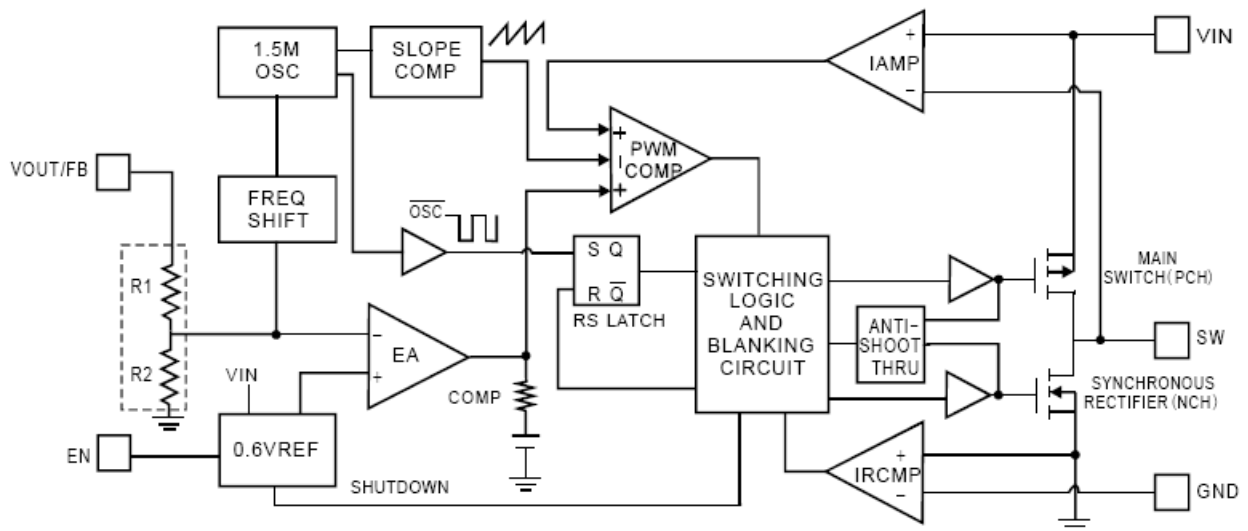 1.5M
OSC
SLOPE
COMP
+
IAMP
−
VIN
VOUT/FB
FREQ
SHIFT
+
I
+
PWM
COMP
OSC
S Q
R Q
RS LATCH
SWITCHING
LOGIC
AND
BLANKING
CIRCUIT
MAIN
SWITCH(PCH)
ANTI-
SHOOT
THRU
SW
R1
R2
−
EA
+
COMP
VIN
SYNCHRONOUS
RECTIFIER(NCH)
EN
0.6VREF
SHUTDOWN
+
IRCMP
−
GND